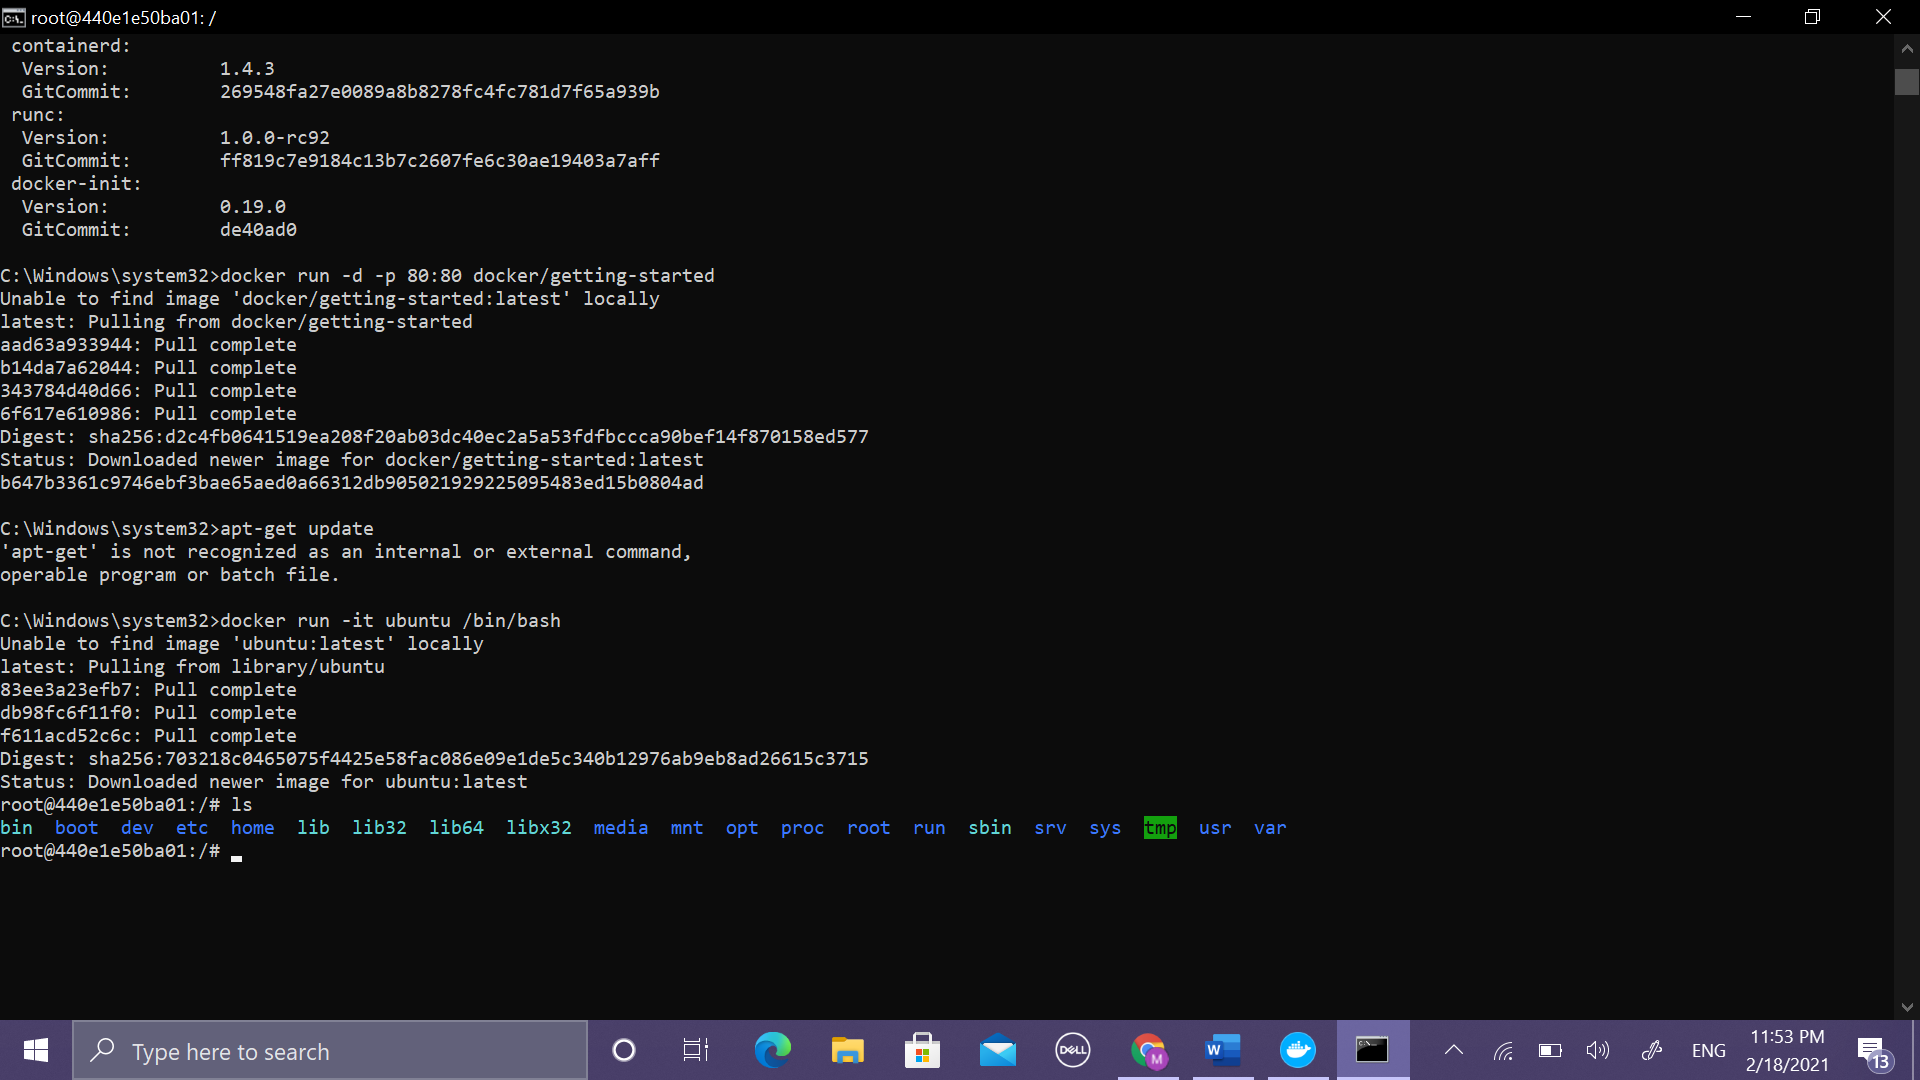 root@440e1e50ba01: /
containerd:
Version: 1.4.3
GitCommit: 269548fa27e0089a8b8278fc4fc781d7f65a939b
runc:
Version: 1.0.0-rc92
GitCommit: ff819c7e9184c13b7c2607fe6c30ae19403a7aff
docker-init:
Version: 0.19.0
GitCommit: de40ad0
C:\Windows\system32>docker run -d -p 80:80 docker/getting-started
Unable to find image 'docker/getting-started:latest' locally
latest: Pulling from docker/getting-started
aad63a933944: Pull complete
b14da7a62044: Pull complete
343784d40d66: Pull complete
6f617e610986: Pull complete
Digest: sha256:d2c4fb0641519ea208f20ab03dc40ec2a5a53fdfbccca90bef14f870158ed577
Status: Downloaded newer image for docker/getting-started:latest
b647b3361c9746ebf3bae65aed0a66312db905021929225095483ed15b0804ad
C:\Windows\system32>apt-get update
'apt-get' is not recognized as an internal or external command,
operable program or batch file.
C:\Windows\system32>docker run -it ubuntu /bin/bash
Unable to find image 'ubuntu:latest' locally
latest: Pulling from library/ubuntu
83ee3a23efb7: Pull complete
db98fc6f11f0: Pull complete
f611acd52c6c: Pull complete
Digest: sha256:703218c0465075f4425e58fac086e09e1de5c340b12976ab9eb8ad26615c3715
Status: Downloaded newer image for ubuntu:latest
root@440e1e50ba01:/# ls
bin boot dev etc home lib lib32 lib64 libx32 media mnt opt proc root run sbin srv sys tmp usr var
root@440e1e50ba01:/#
Type here to search
DELL
M
W
ENG
11:53 PM
2/18/2021
13